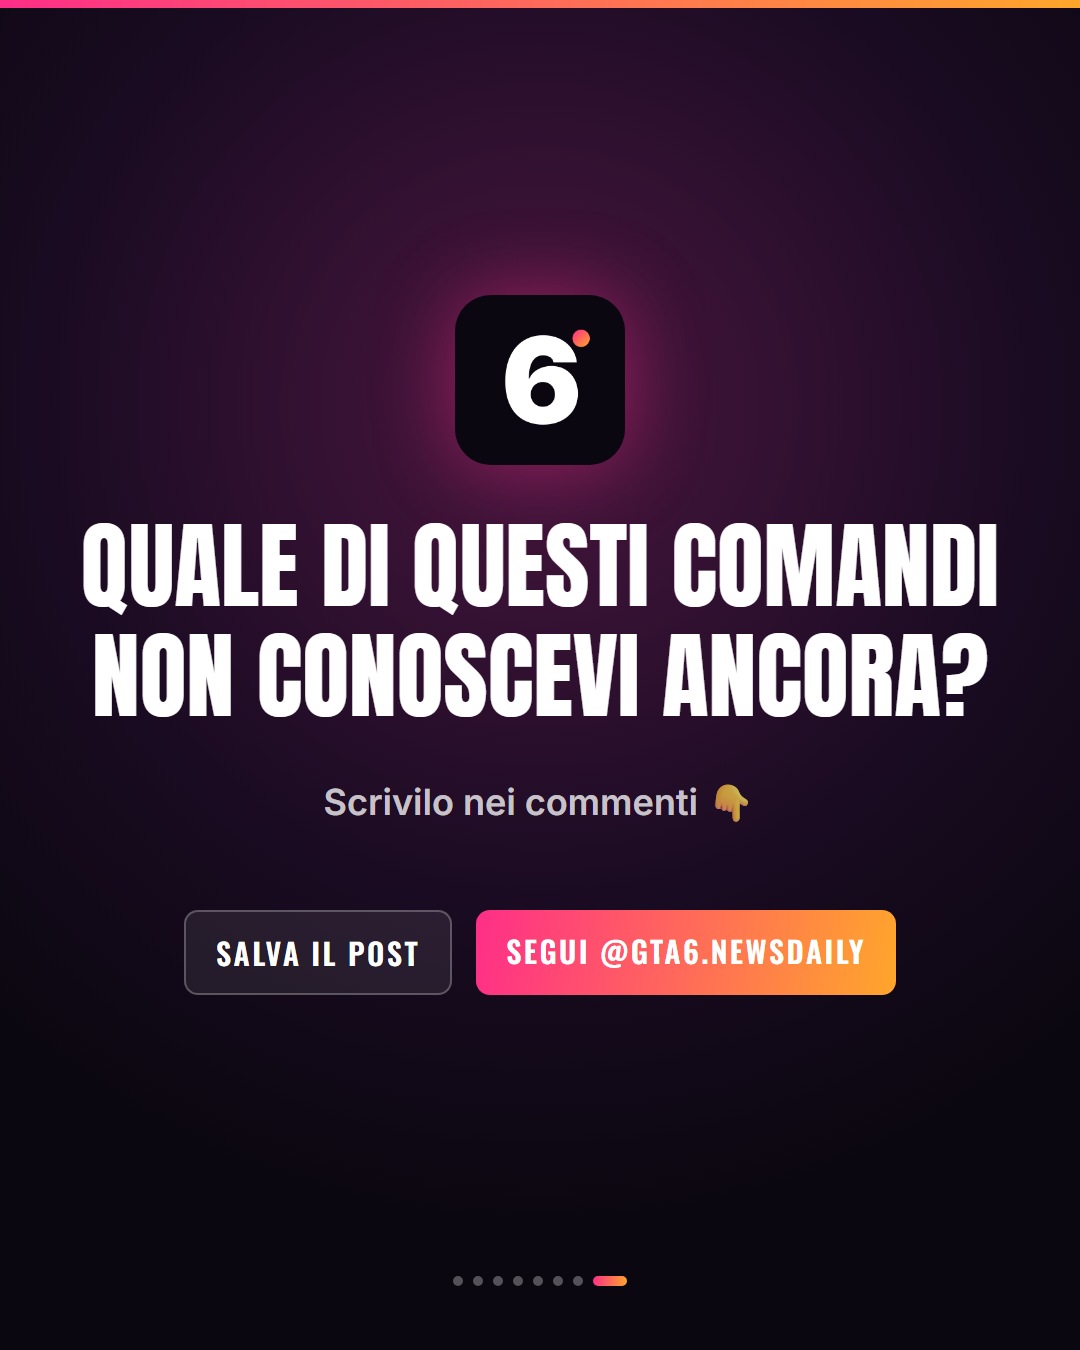 6
QUALE DI QUESTI COMANDI
NON CONOSCEVI ANCORA?
Scrivilo nei commenti 👇
SALVA IL POST
SEGUI @GTA6.NEWSDAILY